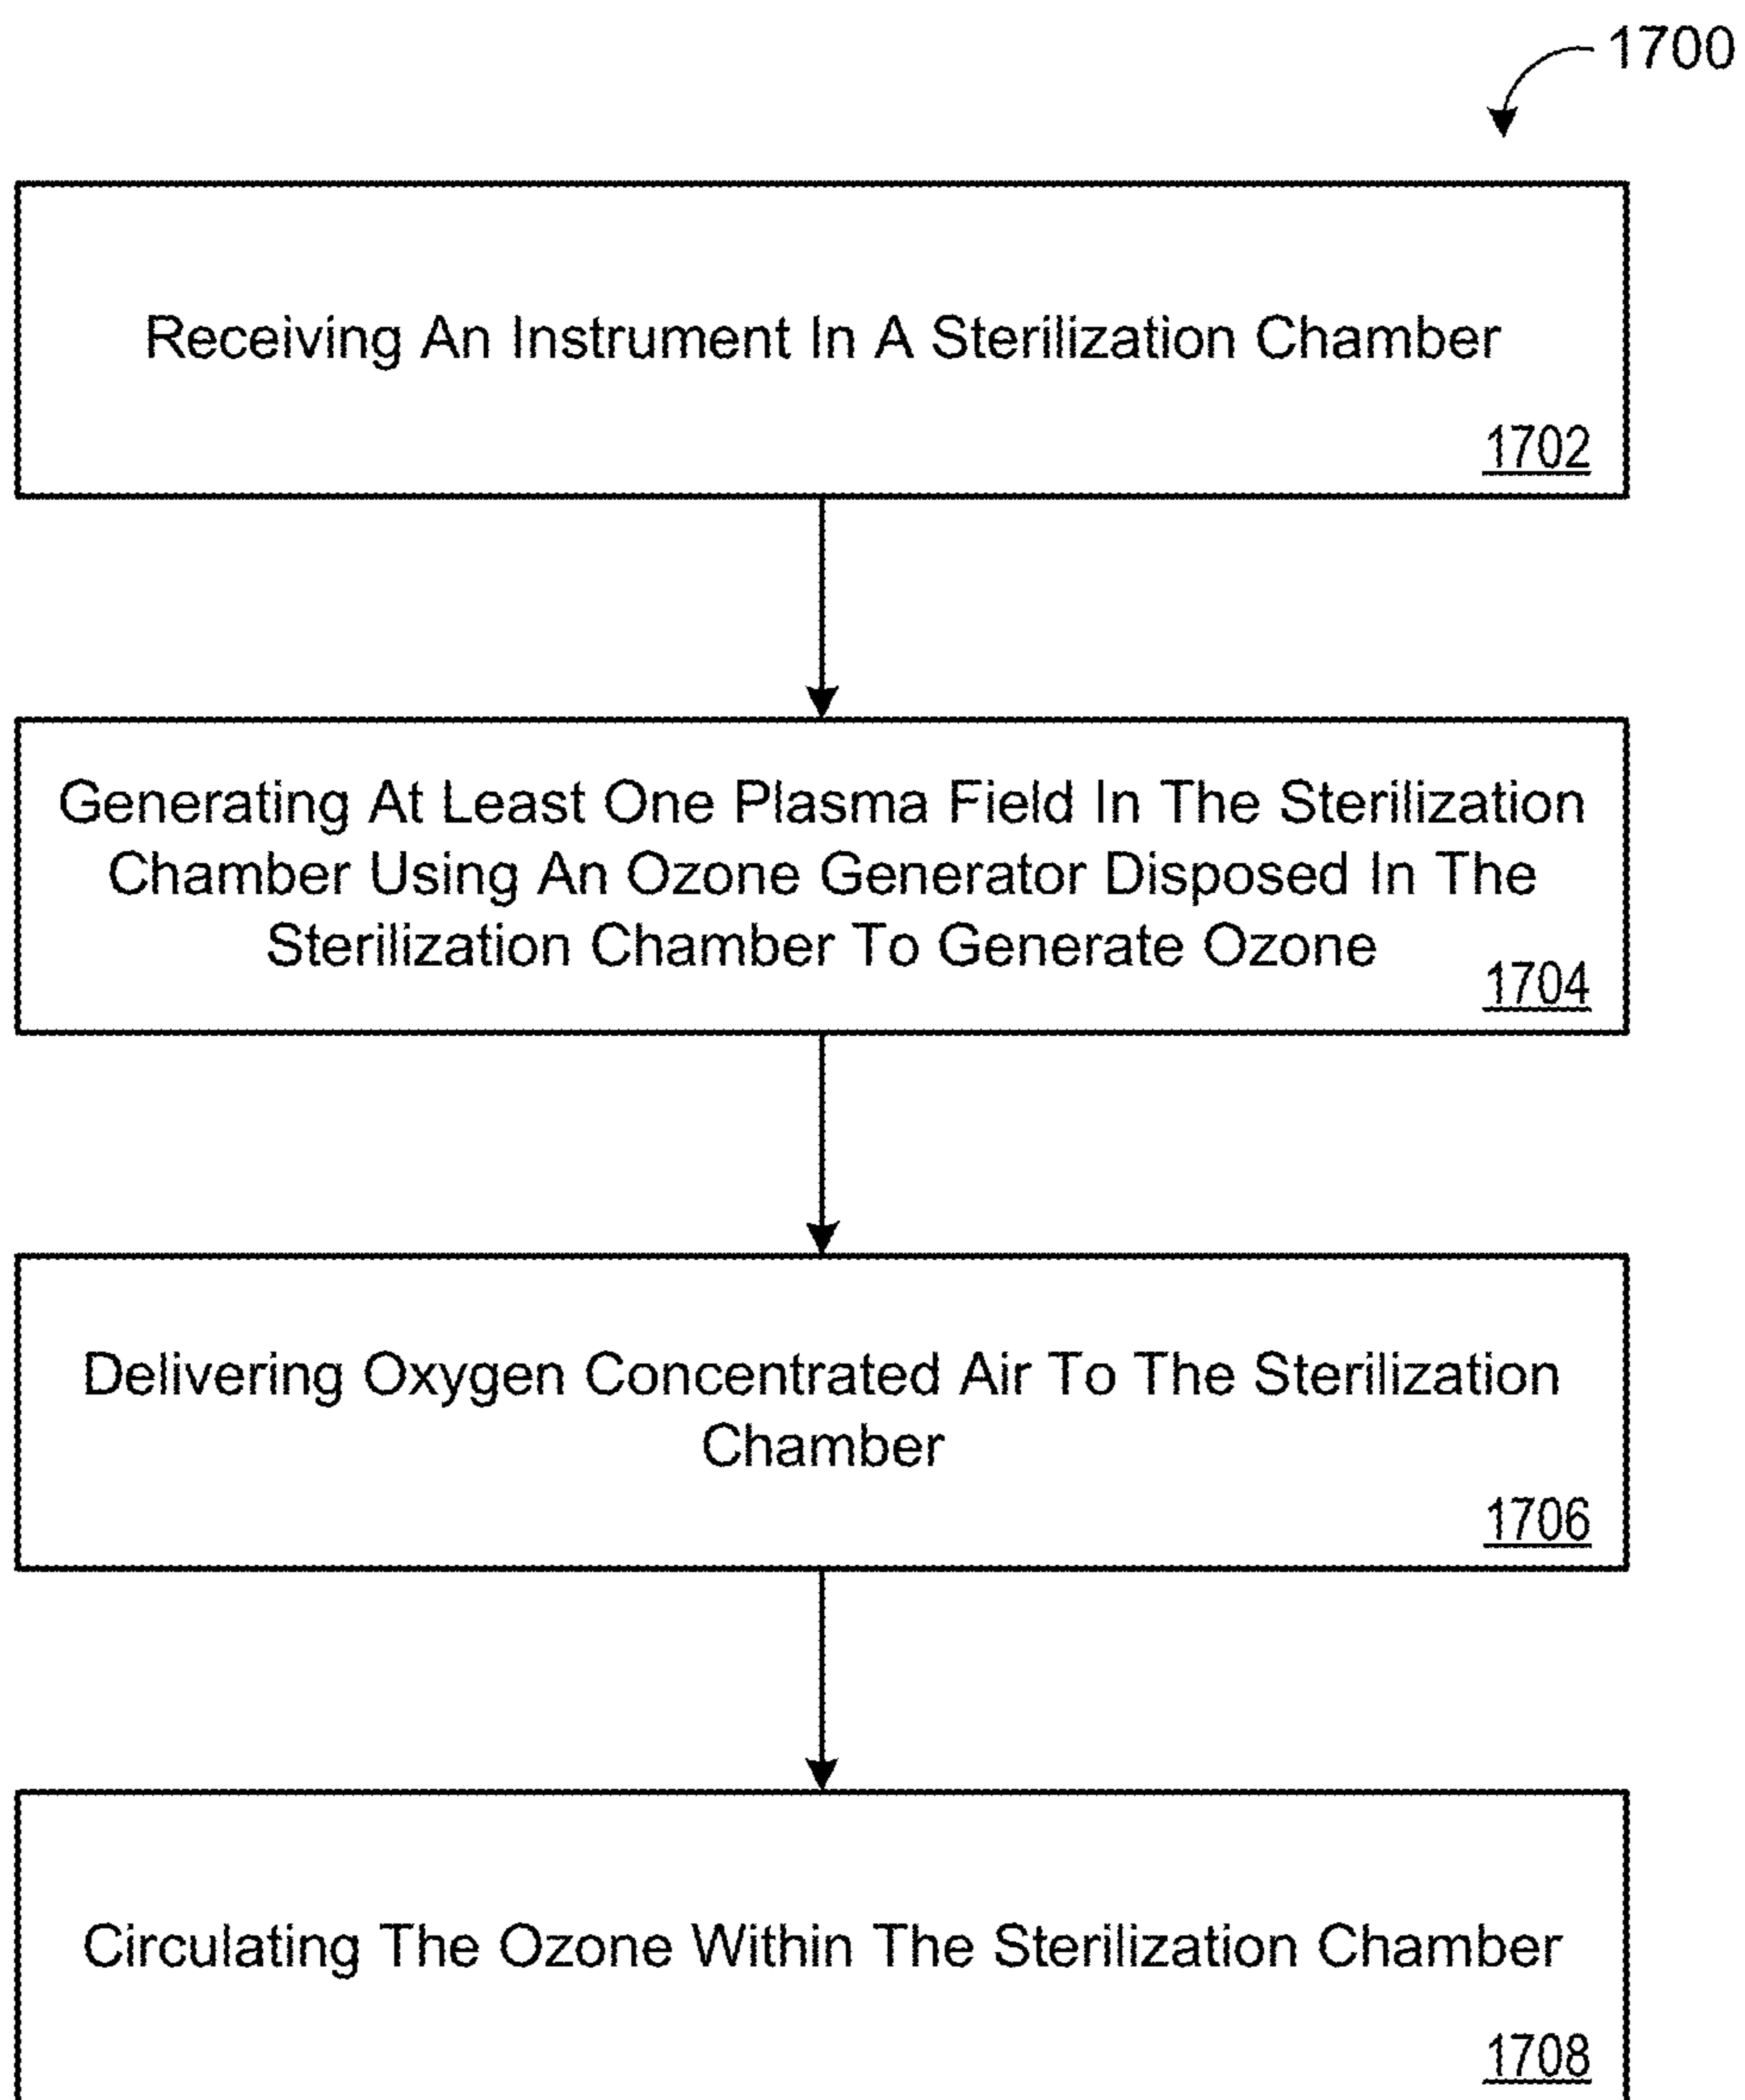 1700
Receiving An Instrument In A Sterilization Chamber
1702
Generating At Least One Plasma Field In The Sterilization
Chamber Using An Ozone Generator Disposed In The
Sterilization Chamber To Generate Ozone
1704
Delivering Oxygen Concentrated Air To The Sterilization
Chamber
1706
Circulating The Ozone Within The Sterilization Chamber
1708